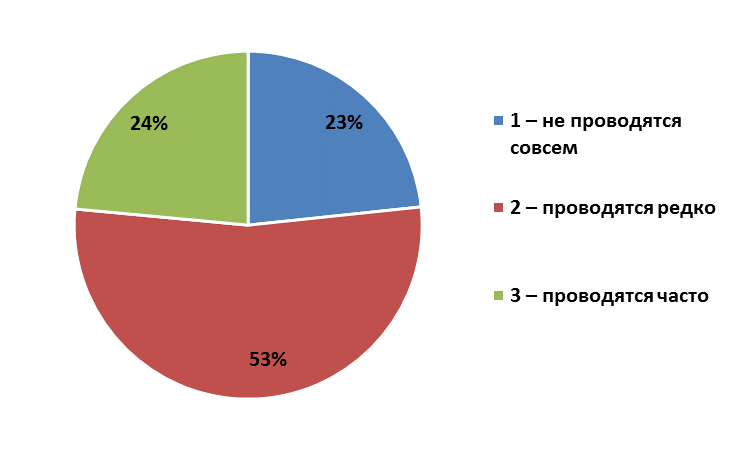 24%
23%
53%
1 – не проводятся
совсем
2 – проводятся редко
3 – проводятся часто